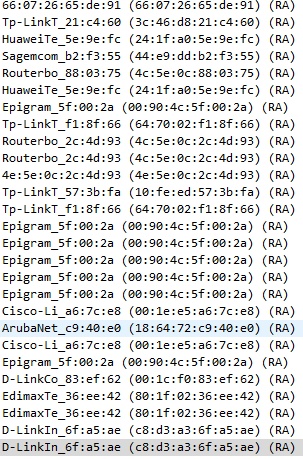 66:07:26:65:de:91 (66:07:26:65:de:91) (RA)
Tp-LinkT_21:c4:60 (3c:46:d8:21:c4:60) (RA)
HuaweiTe_5e:9e:fc (24:1f:a0:5e:9e:fc) (RA)
Sagemcom_b2:f3:55 (44:e9:dd:b2:f3:55) (RA)
Routerbo_88:03:75 (4c:5e:0c:88:03:75) (RA)
HuaweiTe_5e:9e:fc (24:1f:a0:5e:9e:fc) (RA)
Epigram_5f:00:2a (00:90:4c:5f:00:2a) (RA)
Tp-LinkT_f1:8f:66 (64:70:02:f1:8f:66) (RA)
Routerbo_2c:4d:93 (4c:5e:0c:2c:4d:93) (RA)
Routerbo_2c:4d:93 (4c:5e:0c:2c:4d:93) (RA)
4e:5e:0c:2c:4d:93 (4e:5e:0c:2c:4d:93) (RA)
Tp-LinkT_57:3b:fa (10:fe:ed:57:3b:fa) (RA)
Tp-LinkT_f1:8f:66 (64:70:02:f1:8f:66) (RA)
Epigram_5f:00:2a (00:90:4c:5f:00:2a) (RA)
Epigram_5f:00:2a (00:90:4c:5f:00:2a) (RA)
Epigram_5f:00:2a (00:90:4c:5f:00:2a) (RA)
Epigram_5f:00:2a (00:90:4c:5f:00:2a) (RA)
Epigram_5f:00:2a (00:90:4c:5f:00:2a) (RA)
Cisco-Li_a6:7c:e8 (00:1e:e5:a6:7c:e8) (RA)
ArubaNet_c9:40:e0 (18:64:72:c9:40:e0) (RA)
Cisco-Li_a6:7c:e8 (00:1e:e5:a6:7c:e8) (RA)
Epigram_5f:00:2a (00:90:4c:5f:00:2a) (RA)
D-LinkCo_83:ef:62 (00:1c:f0:83:ef:62) (RA)
EdimaxTe_36:ee:42 (80:1f:02:36:ee:42) (RA)
EdimaxTe_36:ee:42 (80:1f:02:36:ee:42) (RA)
D-LinkIn_6f:a5:ae (c8:d3:a3:6f:a5:ae) (RA)
D-LinkIn_6f:a5:ae (c8:d3:a3:6f:a5:ae) (RA)